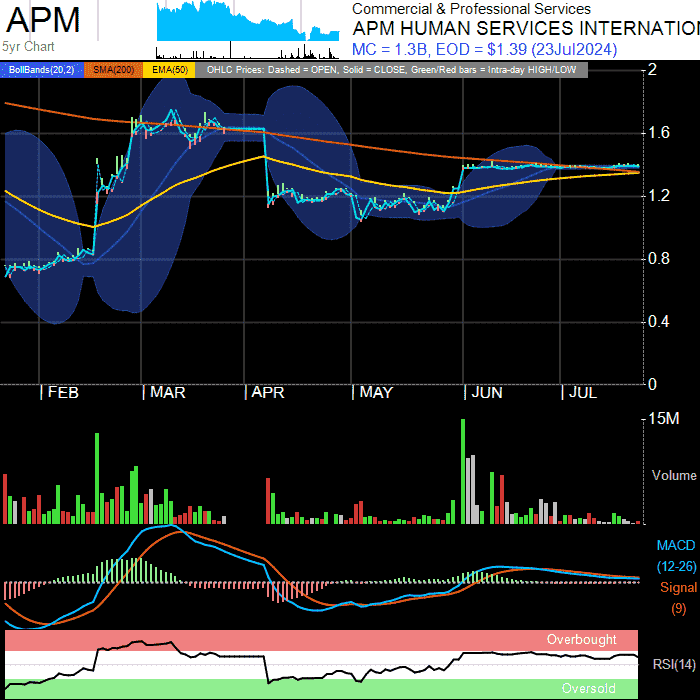 APM
5yr Chart
Commercial & Professional Services
APM HUMAN SERVICES INTERNATIO
MC = 1.3B, EOD = $1.39 (23Jul2024)
BollBands(20,2) SMA(200) EMA(50) OHLC Prices: Dashed = OPEN, Solid = CLOSE, Green/Red bars = Intra-day HIGH/LOW
2
1.6
1.2
0.8
0.4
0
| FEB | MAR | APR | MAY | JUN | JUL
15M
Volume
MACD
(12-26)
Signal
(9)
Overbought
RSI(14)
Oversold